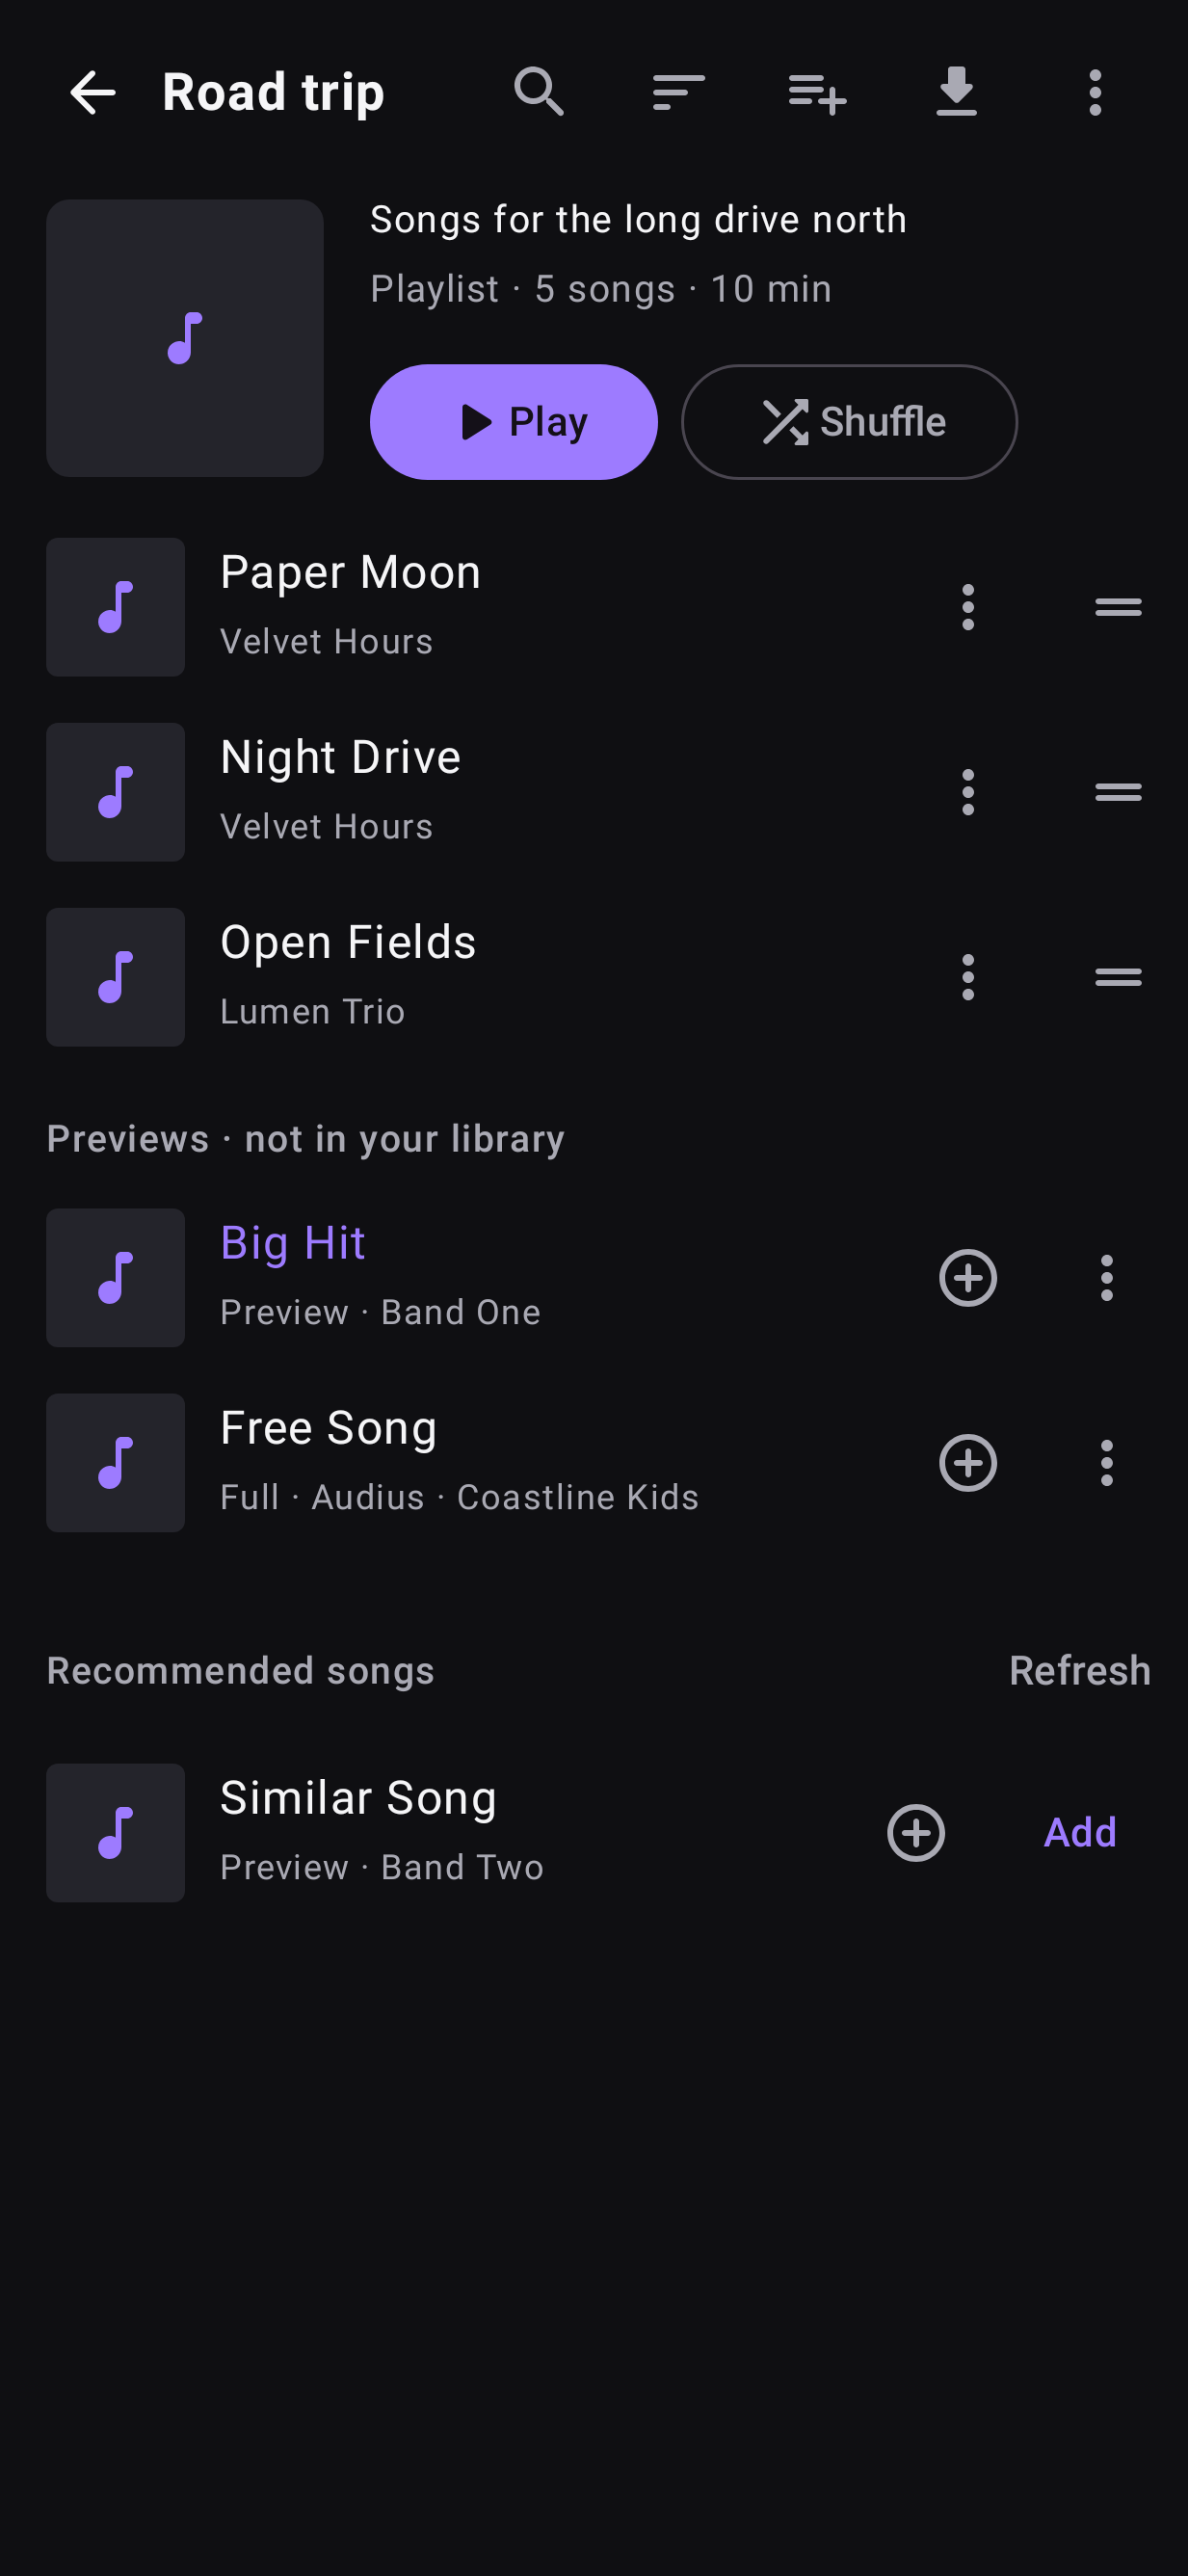 Road trip
Songs for the long drive north
Playlist · 5 songs · 10 min
Play
Shuffle
Paper Moon
Velvet Hours
Night Drive
Velvet Hours
Open Fields
Lumen Trio
Previews · not in your library
Big Hit
Preview · Band One
Free Song
Full · Audius · Coastline Kids
Recommended songs
Refresh
Similar Song
Preview · Band Two
Add